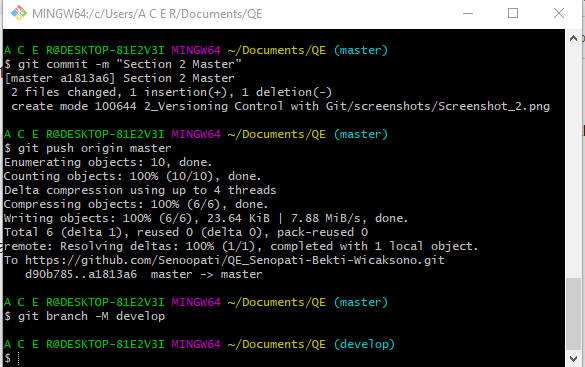 MINGW64:/c/Users/A C E R/Documents/QE
A C E R@DESKTOP-81E2V3I MINGW64 ~/Documents/QE (master)
$ git commit -m "Section 2 Master"
[master a1813a6] Section 2 Master
 2 files changed, 1 insertion(+), 1 deletion(-)
 create mode 100644 2_Versioning Control with Git/screenshots/Screenshot_2.png
A C E R@DESKTOP-81E2V3I MINGW64 ~/Documents/QE (master)
$ git push origin master
Enumerating objects: 10, done.
Counting objects: 100% (10/10), done.
Delta compression using up to 4 threads
Compressing objects: 100% (6/6), done.
Writing objects: 100% (6/6), 23.64 KiB | 7.88 MiB/s, done.
Total 6 (delta 1), reused 0 (delta 0), pack-reused 0
remote: Resolving deltas: 100% (1/1), completed with 1 local object.
To https://github.com/Senoopati/QE_Senopati-Bekti-Wicaksono.git
   d90b785..a1813a6  master -> master
A C E R@DESKTOP-81E2V3I MINGW64 ~/Documents/QE (master)
$ git branch -M develop
A C E R@DESKTOP-81E2V3I MINGW64 ~/Documents/QE (develop)
$